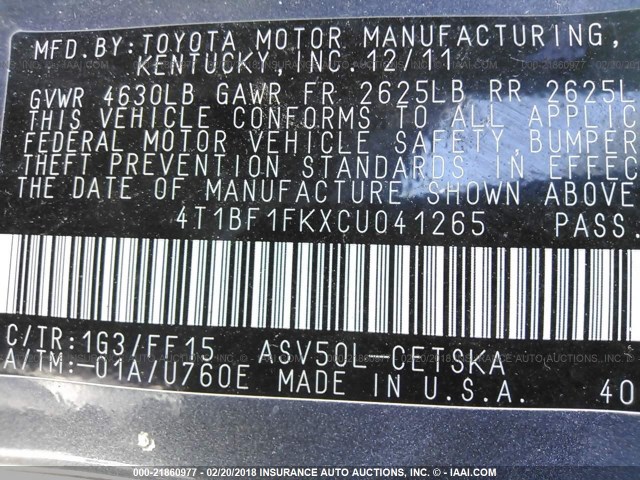 MFD. BY: TOYOTA MOTOR MANUFACTURING,
KENTUCKY, INC. 12/11
GVWR 4630LB GAWR FR 2625LB RR 2625L
THIS VEHICLE CONFORMS TO ALL APPLIC
FEDERAL MOTOR VEHICLE SAFETY, BUMPER
THEFT PREVENTION STANDARDS IN EFFEC
THE DATE OF MANUFACTURE SHOWN ABOVE
4T1BF1FKXCU041265 PASS.
C/TR: 1G3/FF15 ASV50L-CETSKA
A/TM:-01A/U760E MADE IN U.S.A. 40
000-21860977 - 02/20/2018 INSURANCE AUTO AUCTIONS - © - IAAI.COM